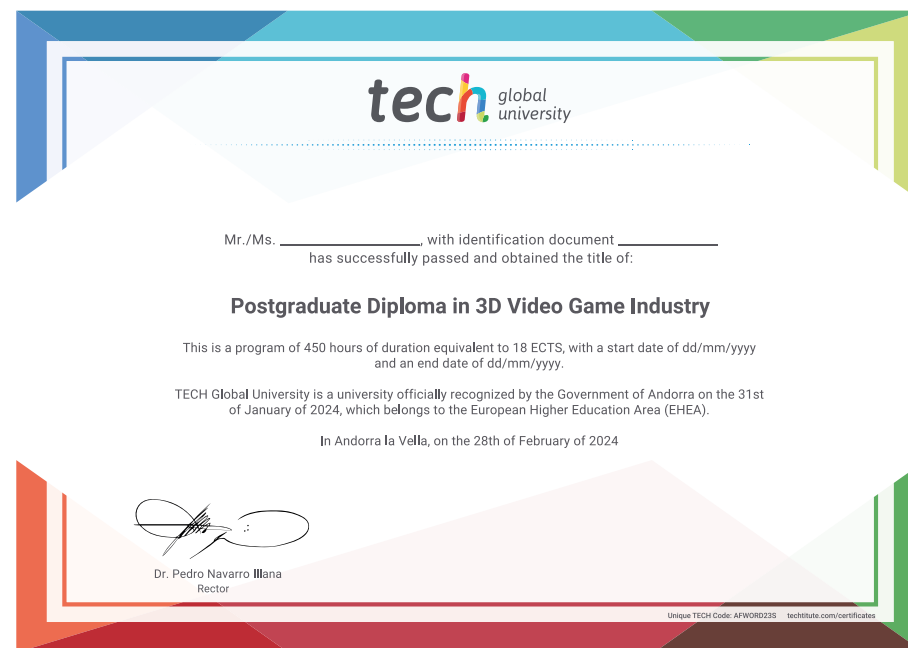 tech global
university
Mr./Ms. ____________________, with identification document ______________
has successfully passed and obtained the title of:
Postgraduate Diploma in 3D Video Game Industry
This is a program of 450 hours of duration equivalent to 18 ECTS, with a start date of dd/mm/yyyy
and an end date of dd/mm/yyyy.
TECH Global University is a university officially recognized by the Government of Andorra on the 31st
of January of 2024, which belongs to the European Higher Education Area (EHEA).
In Andorra la Vella, on the 28th of February of 2024
Dr. Pedro Navarro Illana
Rector
Unique TECH Code: AFWORD23S techtitute.com/certificates